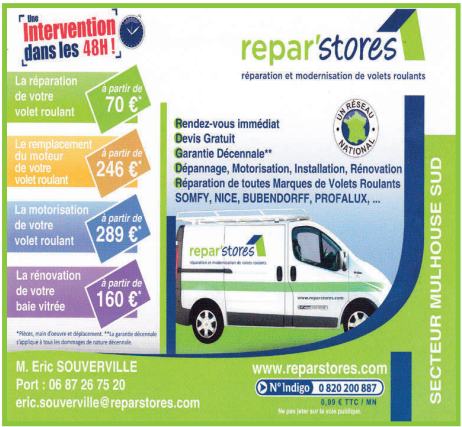 Une
Intervention
dans les 48H !
repar'stores
réparation et modernisation de volets roulants
La réparation
de votre
volet roulant
à partir de
70 €*
Le remplacement
du moteur
de votre
volet roulant
à partir de
246 €*
La motorisation
de votre
volet roulant
à partir de
289 €*
La rénovation
de votre
baie vitrée
à partir de
160 €*
*Pièces, main d'oeuvre et déplacement. **La garantie décennale
s'applique à tous les dommages de nature décennale.
Rendez-vous immédiat
Devis Gratuit
Garantie Décennale**
Dépannage, Motorisation, Installation, Rénovation
Réparation de toutes Marques de Volets Roulants
SOMFY, NICE, BUBENDORFF, PROFALUX, ...
UN RÉSEAU
NATIONAL
repar'stores
réparation et modernisation de volets roulants
www.reparstores.com
SECTEUR MULHOUSE SUD
M. Eric SOUVERVILLE
Port : 06 87 26 75 20
eric.souverville@reparstores.com
www.reparstores.com
N°Indigo 0 820 200 887
0,09 € TTC / MN
Ne pas jeter sur la voie publique.